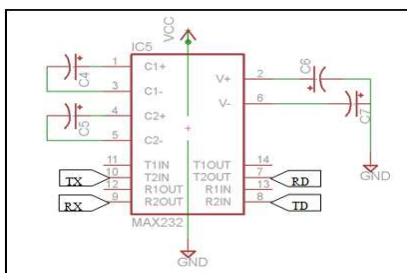 VCC
IC5
C4
1 C1+
3 C1-
C5
4 C2+
5 C2-
V+ 2
V- 6
C6
C7
GND
11 T1IN
TX 10 T2IN
12 R1OUT
RX 9 R2OUT
T1OUT 14
T2OUT 7 RD
R1IN 13
R2IN 8 TD
MAX232
GND